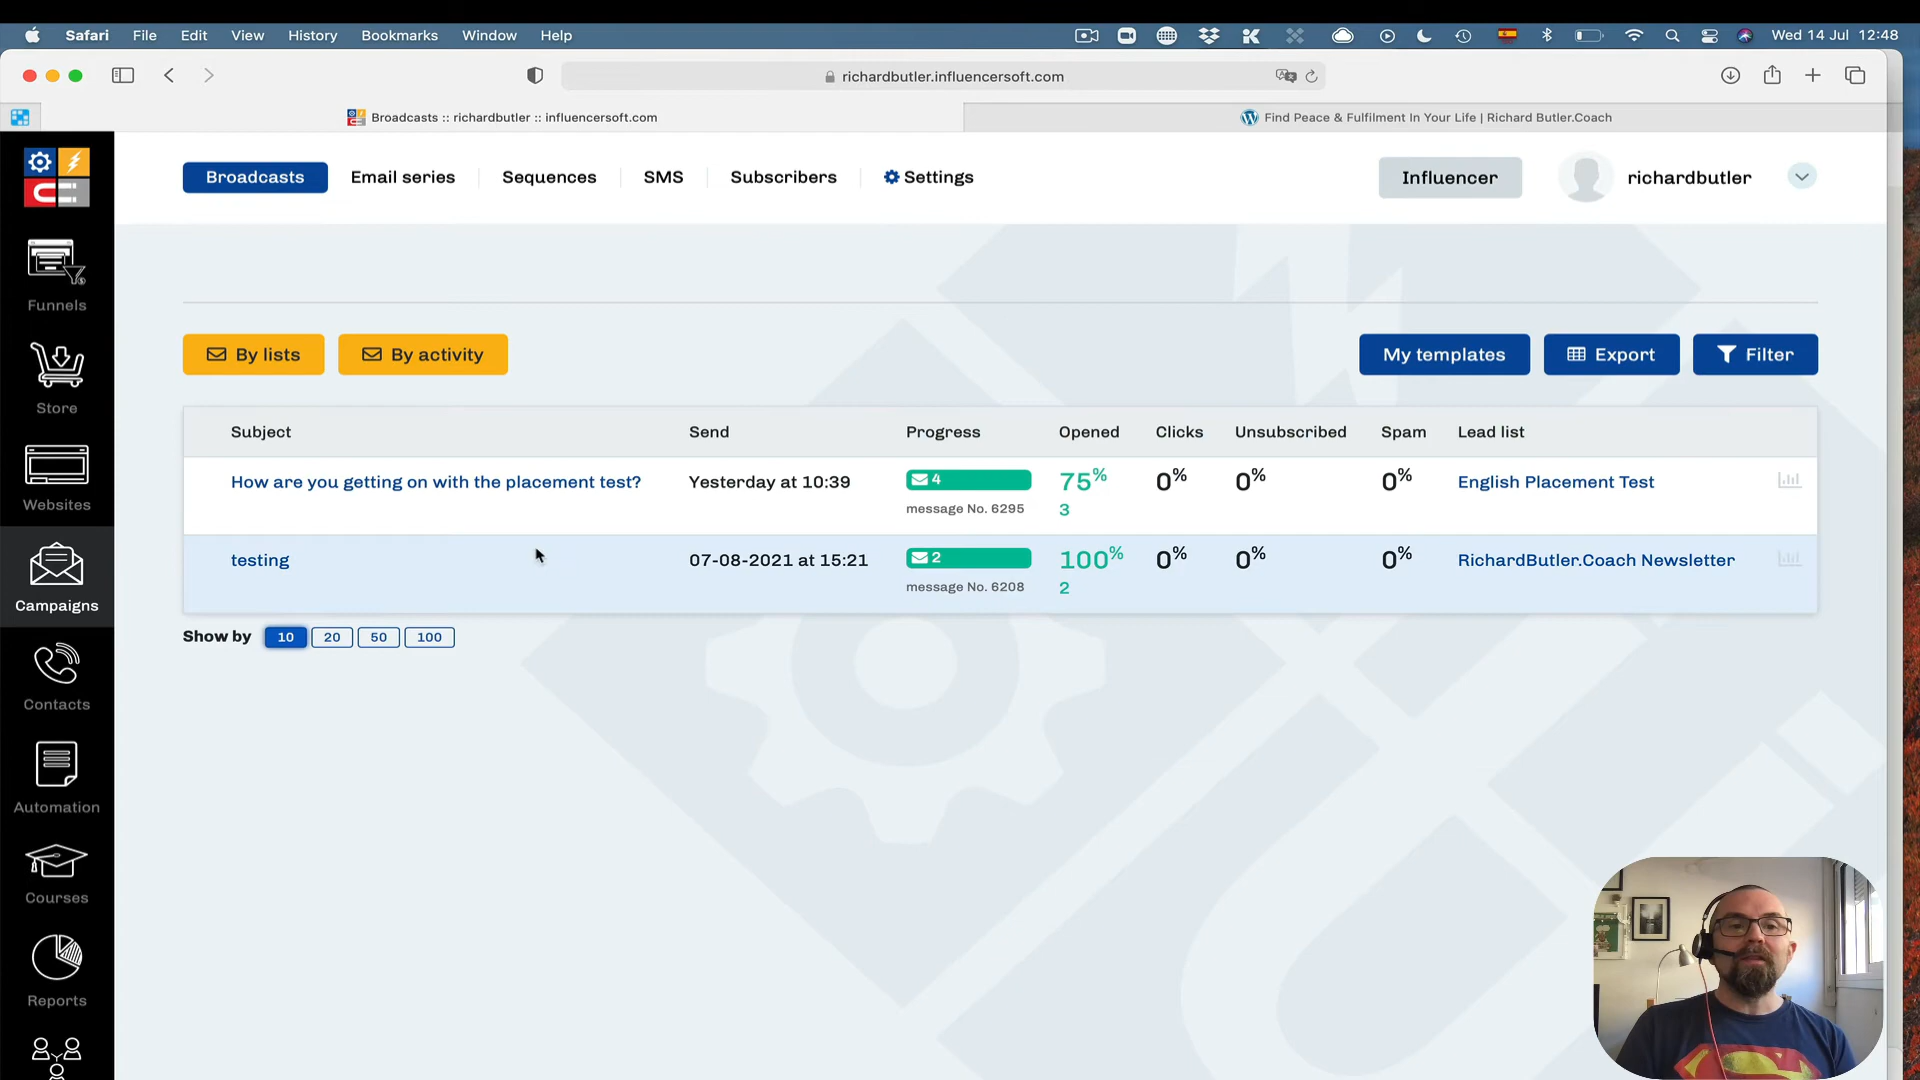 Safari File Edit View History Bookmarks Window Help Wed 14 Jul 12:48
richardbutler.influencersoft.com
Broadcasts :: richardbutler :: influencersoft.com Find Peace & Fulfilment In Your Life | Richard Butler.Coach
Broadcasts Email series Sequences SMS Subscribers Settings Influencer richardbutler
Funnels
Store
Websites
Campaigns
Contacts
Automation
Courses
Reports
By lists By activity My templates Export Filter
Subject Send Progress Opened Clicks Unsubscribed Spam Lead list
How are you getting on with the placement test? Yesterday at 10:39 4 75% 0% 0% 0% English Placement Test
message No. 6295 3
testing 07-08-2021 at 15:21 2 100% 0% 0% 0% RichardButler.Coach Newsletter
message No. 6208 2
Show by 10 20 50 100